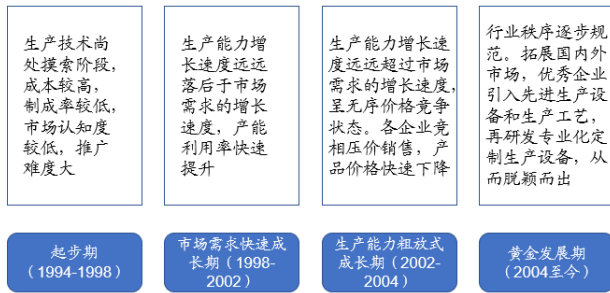 生产技术尚
处摸索阶段，
成本较高，
制成率较低，
市场认知度
较低，推广
难度大
生产能力增
长速度远远
落后于市场
需求的增长
速度，产能
利用率快速
提升
生产能力增长速
度远远超过市场
需求的增长速度，
呈无序价格竞争
状态。各企业竞
相压价销售，产
品价格快速下降
行业秩序逐步规
范。拓展国内外
市场，优秀企业
引入先进生产设
备和生产工艺，
再研发专业化定
制生产设备，从
而脱颖而出
起步期
（1994-1998）
市场需求快速成
长期（1998-
2002）
生产能力粗放式
成长期（2002-
2004）
黄金发展期
（2004至今）